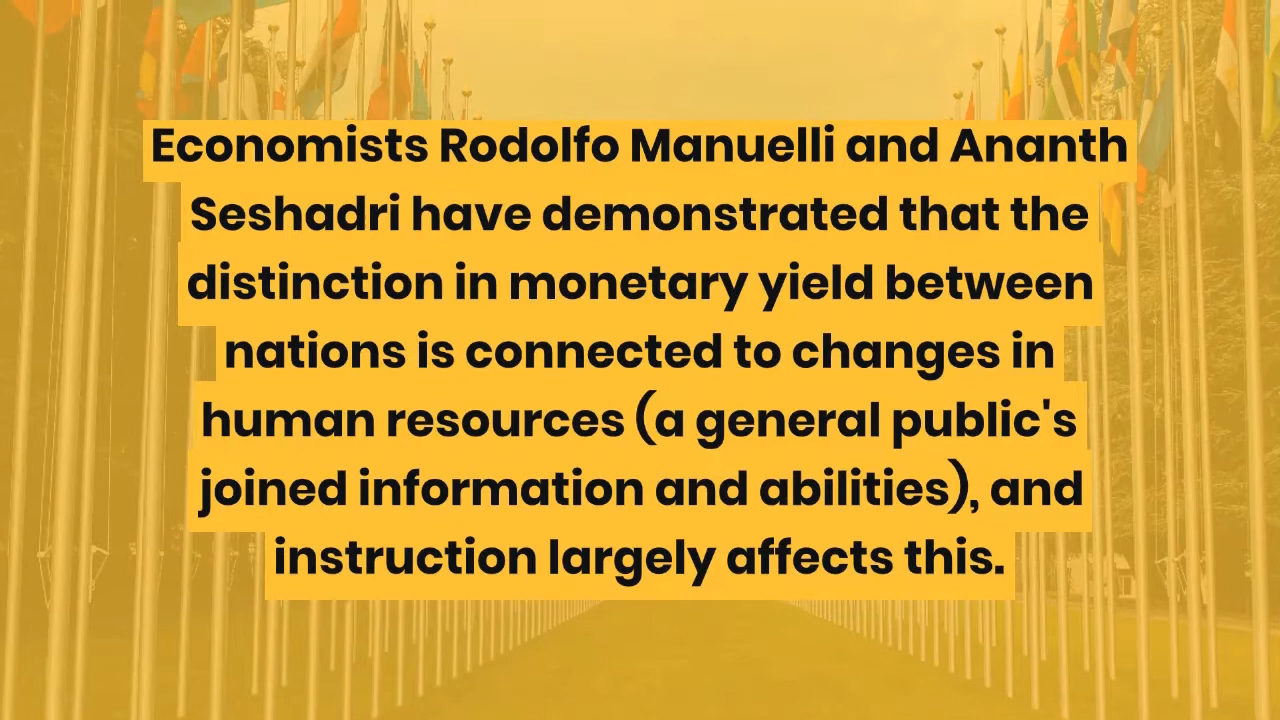 Economists Rodolfo Manuelli and Ananth
Seshadri have demonstrated that the
distinction in monetary yield between
nations is connected to changes in
human resources (a general public's
joined information and abilities), and
instruction largely affects this.